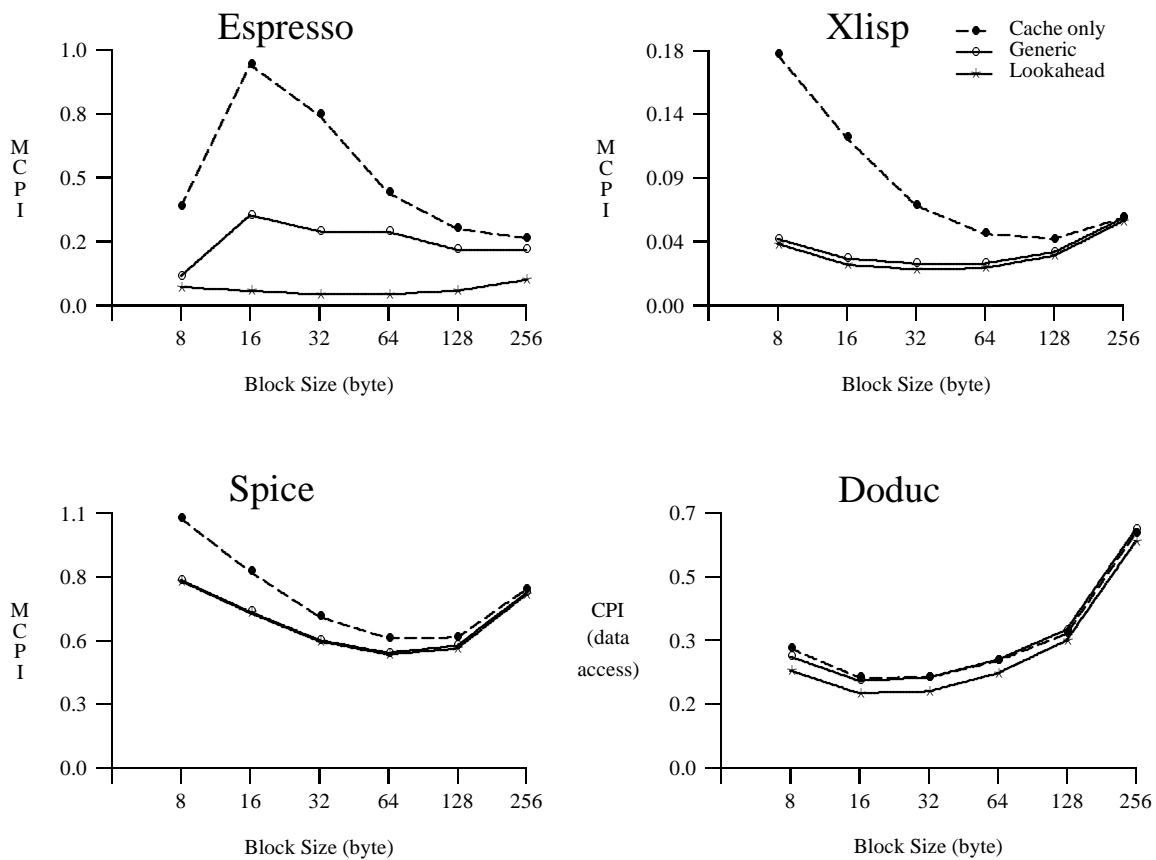 Espresso
1.0
0.8
0.5
0.2
0.0
M
C
P
I
8 16 32 64 128 256
Block Size (byte)
Xlisp
Cache only
Generic
Lookahead
0.18
0.14
0.09
0.04
0.00
M
C
P
I
8 16 32 64 128 256
Block Size (byte)
Spice
1.1
0.8
0.6
0.3
0.0
M
C
P
I
8 16 32 64 128 256
Block Size (byte)
Doduc
0.7
0.5
0.3
0.2
0.0
CPI
(data
access)
8 16 32 64 128 256
Block Size (byte)